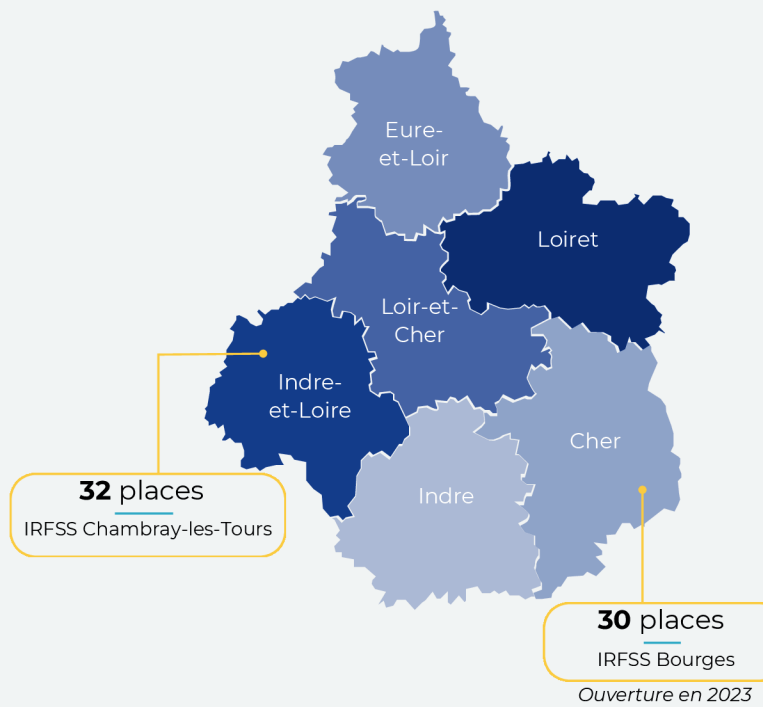 Eure-
et-Loir
Loiret
Loir-et-
Cher
Indre-
et-Loire
Cher
Indre
32 places
IRFSS Chambray-les-Tours
30 places
IRFSS Bourges
Ouverture en 2023